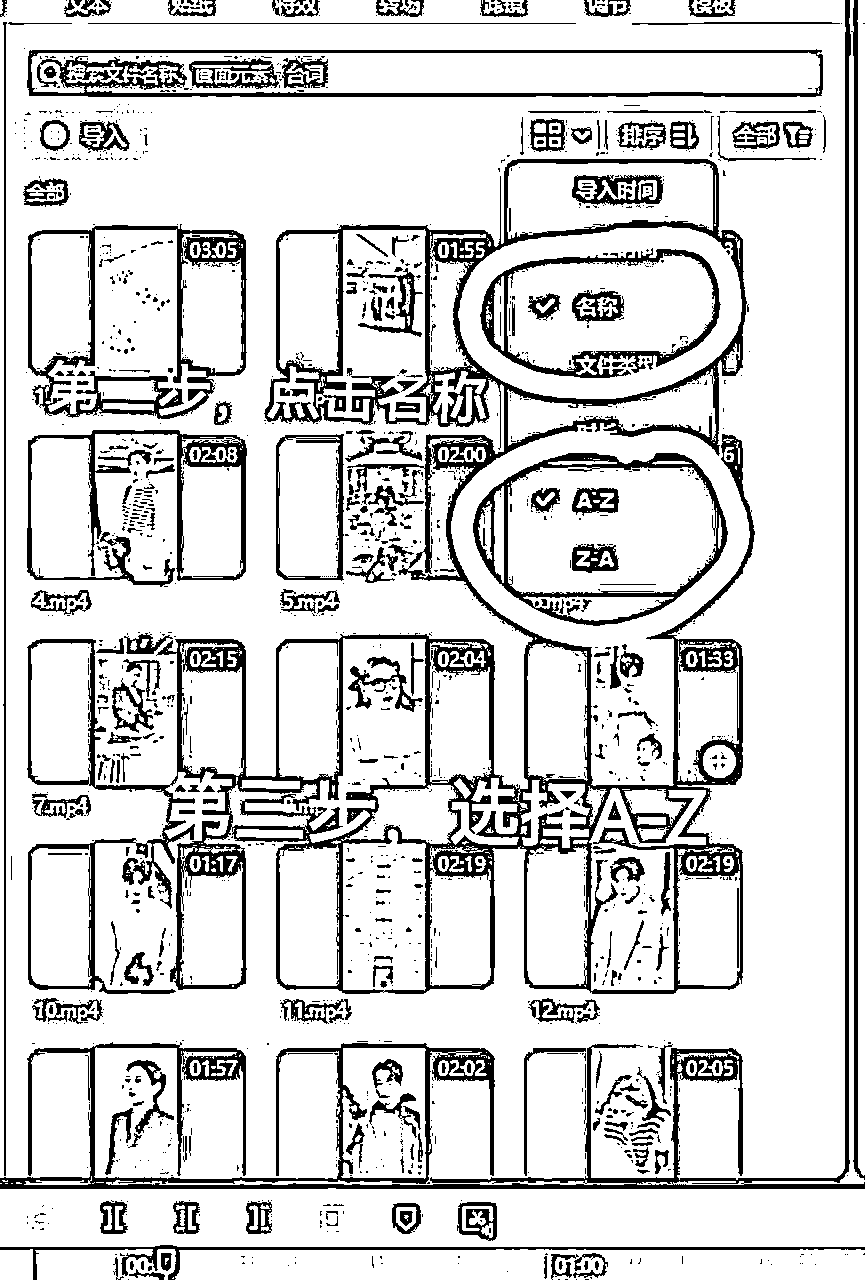 文本 贴纸 特效 转场 滤镜 调节 模板
搜索文件名称、画面元素、台词
导入
排序
全部
全部
导入时间
名称
文件类型
A-Z
Z-A
03:05 01:55
第二步，点击名称
02:08 02:00
4.mp4 5.mp4
02:15 02:04 01:33
7.mp4
第三步 选择A-Z
01:17 02:19 02:19
10.mp4 11.mp4 12.mp4
01:57 02:02 02:05
01:00